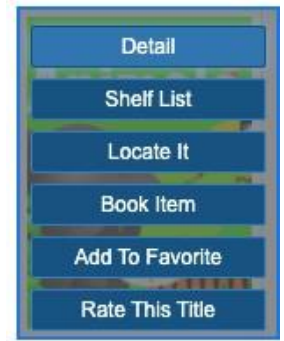 Detail
Shelf List
Locate It
Book Item
Add To Favorite
Rate This Title